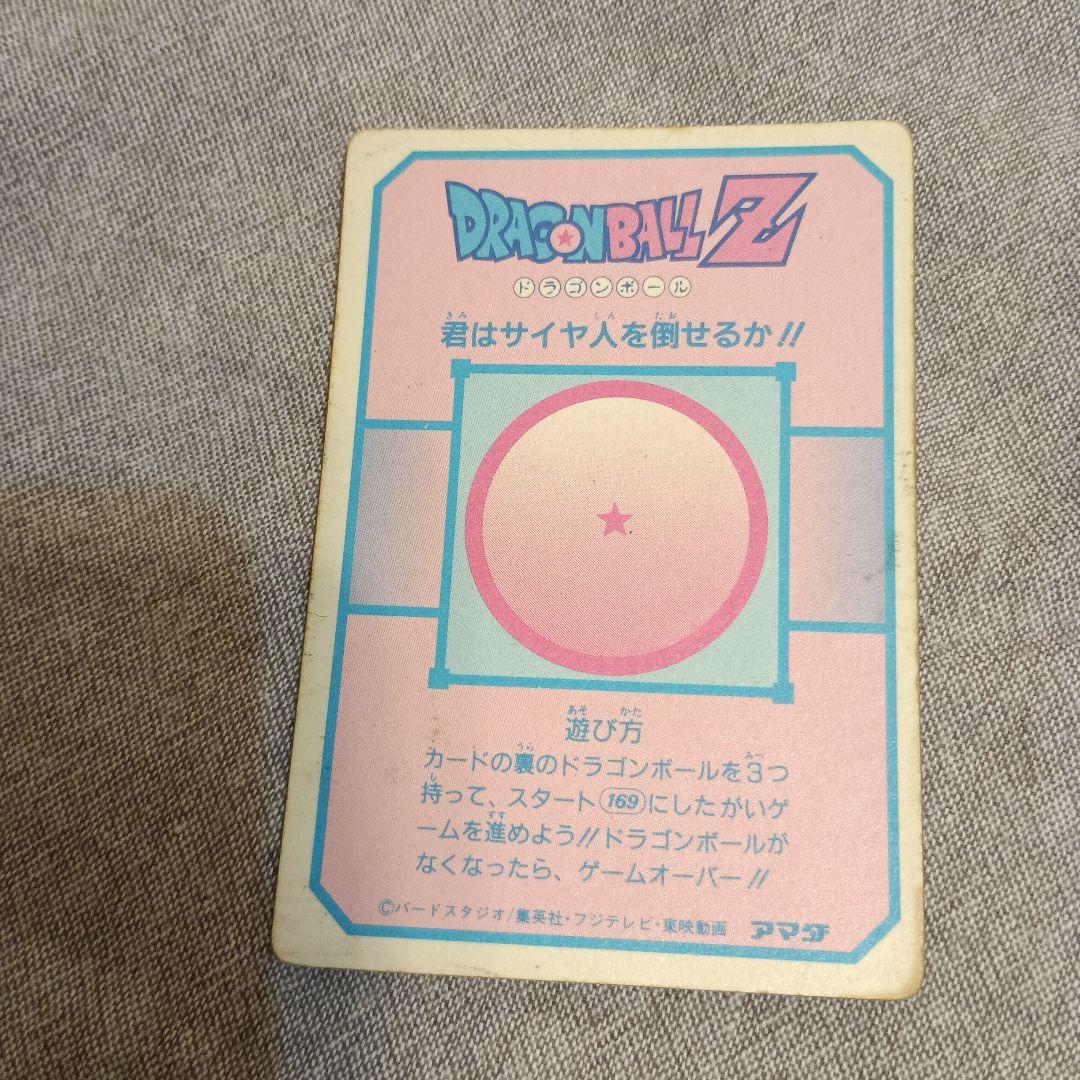 DRAGONBALL Z
ドラゴンボール
君はサイヤ人を倒せるか!!
遊び方
カードの裏のドラゴンボールを3つ
持って、スタート169にしたがいゲ
ームを進めよう!!ドラゴンボールが
なくなったら、ゲームオーバー!!
©バードスタジオ/集英社・フジテレビ・東映動画 アマダ